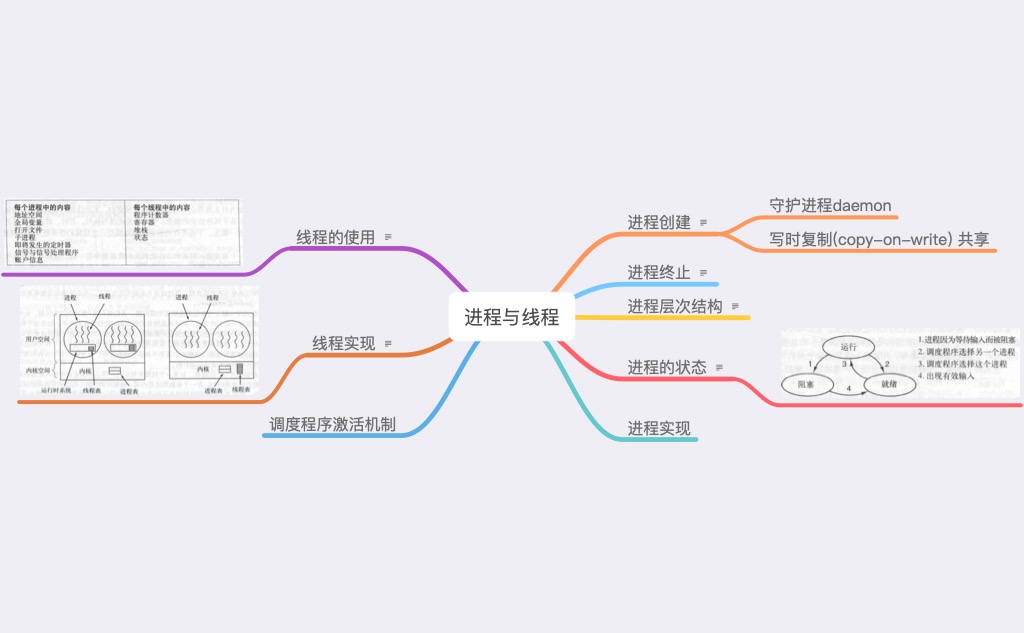 进程与线程
进程创建
守护进程daemon
写时复制(copy-on-write) 共享
进程终止
进程层次结构
进程的状态
运行
阻塞
就绪
1
3
2
4
1. 进程因为等待输入而被阻塞
2. 调度程序选择另一个进程
3. 调度程序选择这个进程
4. 出现有效输入
进程实现
线程的使用
每个进程中的内容
地址空间
全局变量
打开文件
子进程
即将发生的定时器
信号与信号处理程序
账户信息
每个线程中的内容
程序计数器
寄存器
堆栈
状态
线程实现
进程
线程
用户空间
内核空间
内核
运行时系统
线程表
进程表
进程
线程
内核
进程表
线程表
调度程序激活机制